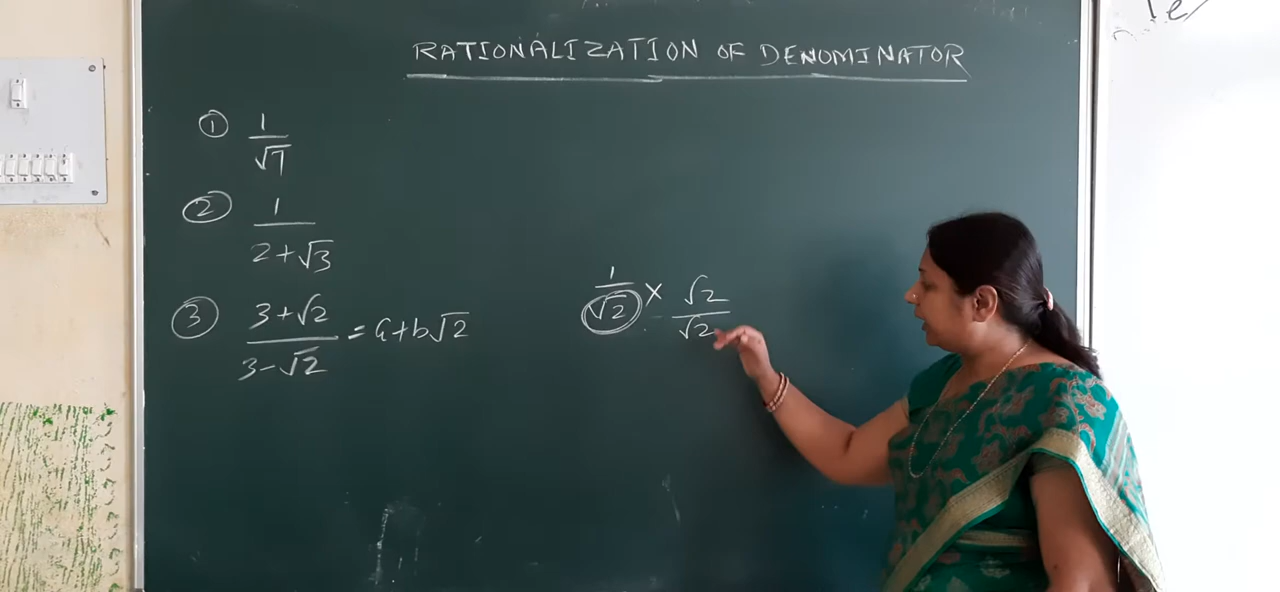 RATIONALIZATION OF DENOMINATOR
① 1/√7
② 1/(2+√3)
③ (3+√2)/(3-√2) = a+b√2
1/√2 × √2/√2